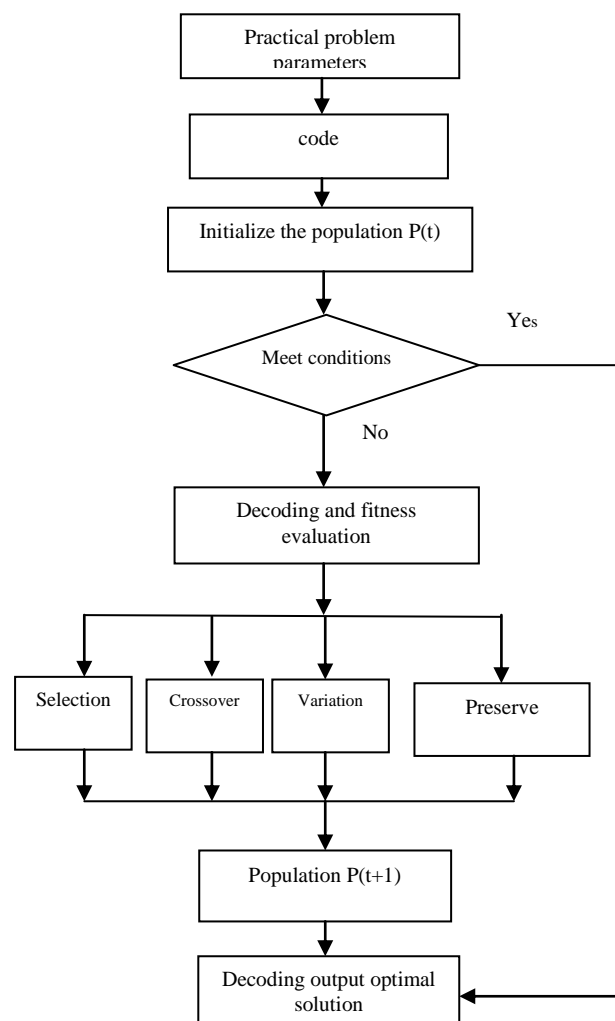 Practical problem
parameters
code
Initialize the population P(t)
Meet conditions
Yes
No
Decoding and fitness
evaluation
Selection
Crossover
Variation
Preserve
Population P(t+1)
Decoding output optimal
solution